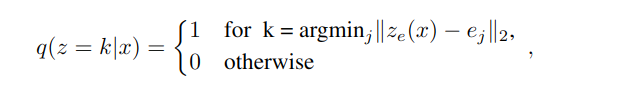 q(z = k|x) = { 1 for k = argmin_j ‖z_e(x) − e_j‖_2,
0 otherwise ,